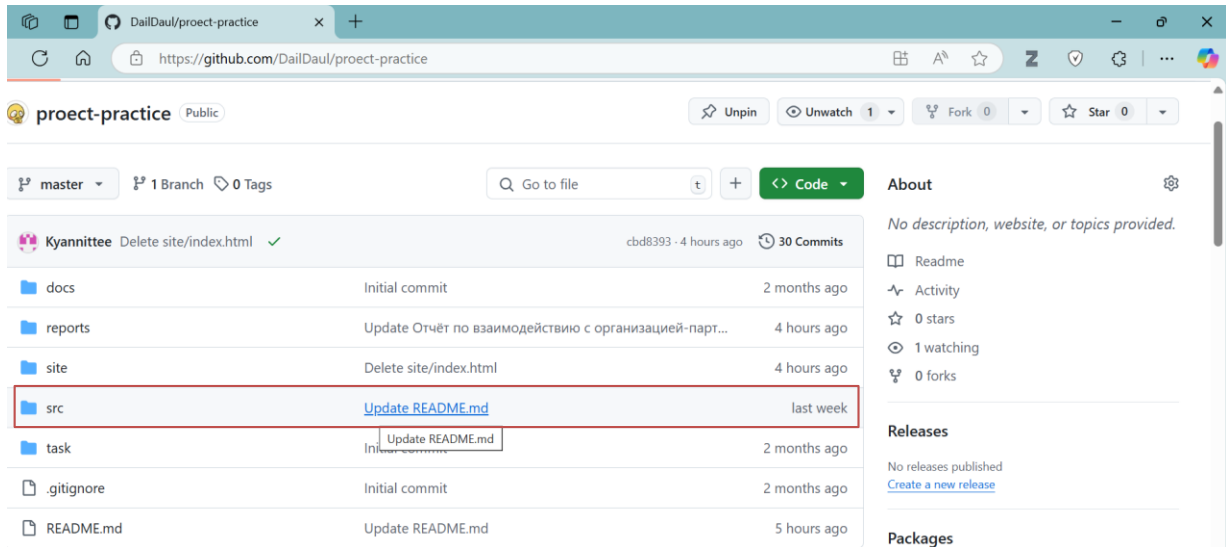 DailDaul/proect-practice
https://github.com/DailDaul/proect-practice
proect-practice Public
Unpin
Unwatch 1
Fork 0
Star 0
master
1 Branch
0 Tags
Go to file
t
Code
Kyannittee Delete site/index.html
cbd8393 · 4 hours ago
30 Commits
docs Initial commit 2 months ago
reports Update Отчёт по взаимодействию с организацией-парт... 4 hours ago
site Delete site/index.html 4 hours ago
src Update README.md last week
Update README.md
task 2 months ago
.gitignore Initial commit 2 months ago
README.md Update README.md 5 hours ago
About
No description, website, or topics provided.
Readme
Activity
0 stars
1 watching
0 forks
Releases
No releases published
Create a new release
Packages